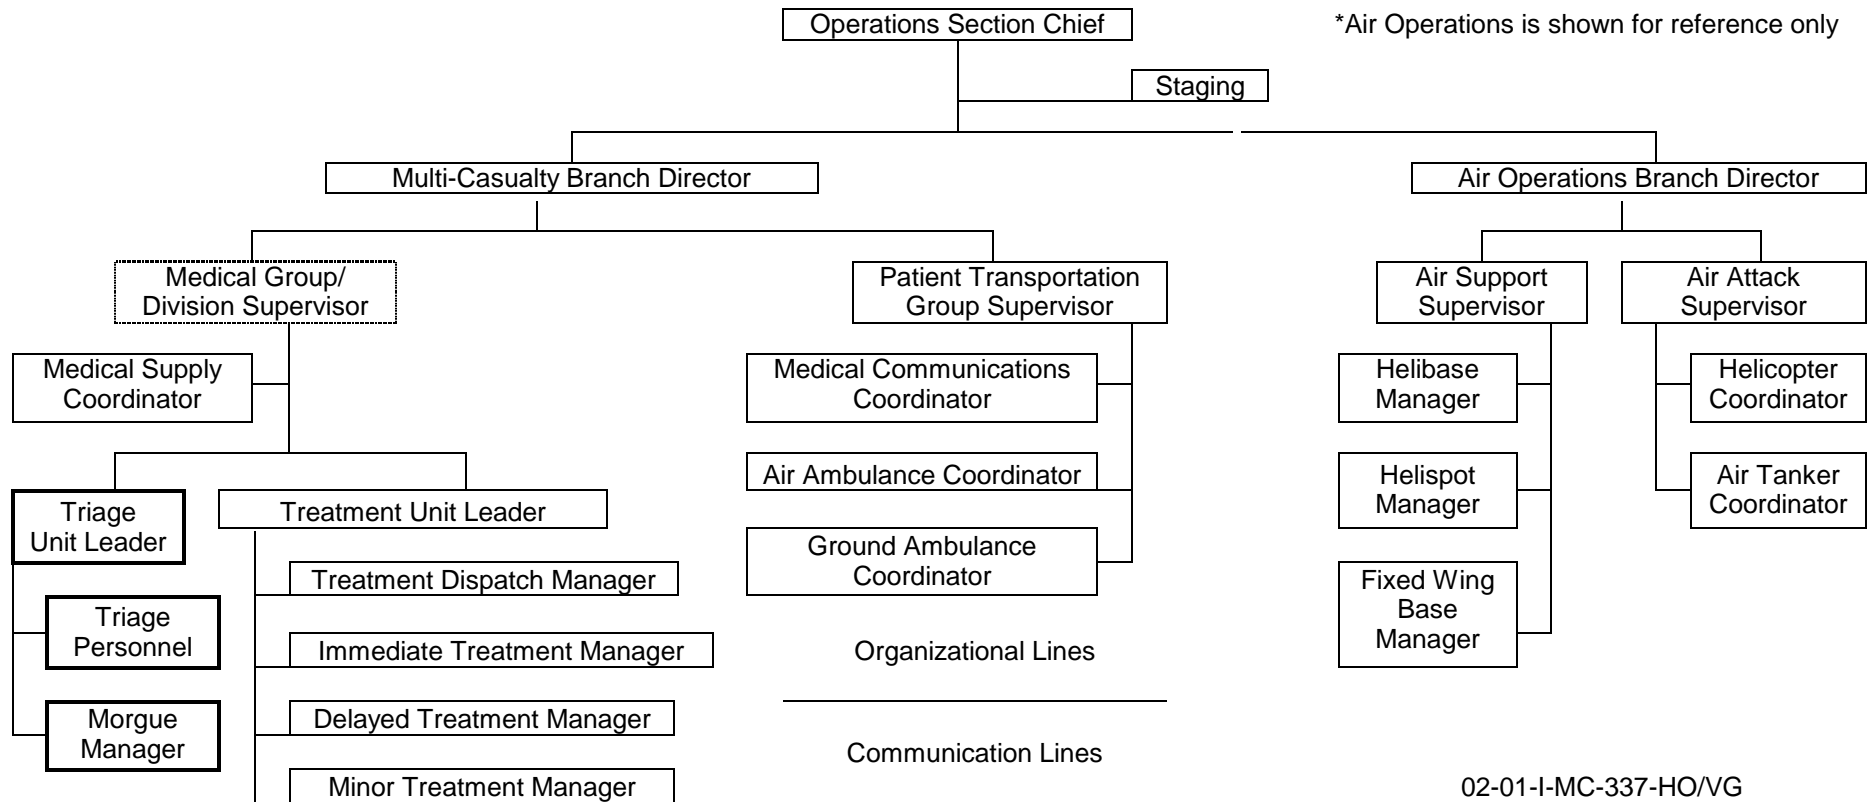 Operations Section Chief
*Air Operations is shown for reference only
Staging
Multi-Casualty Branch Director
Air Operations Branch Director
Medical Group/
Division Supervisor
Patient Transportation
Group Supervisor
Air Support
Supervisor
Air Attack
Supervisor
Medical Supply
Coordinator
Medical Communications
Coordinator
Helibase
Manager
Helicopter
Coordinator
Air Ambulance Coordinator
Helispot
Manager
Air Tanker
Coordinator
Triage
Unit Leader
Treatment Unit Leader
Ground Ambulance
Coordinator
Treatment Dispatch Manager
Fixed Wing
Base
Manager
Triage
Personnel
Immediate Treatment Manager
Organizational Lines
Morgue
Manager
Delayed Treatment Manager
Communication Lines
Minor Treatment Manager
02-01-I-MC-337-HO/VG